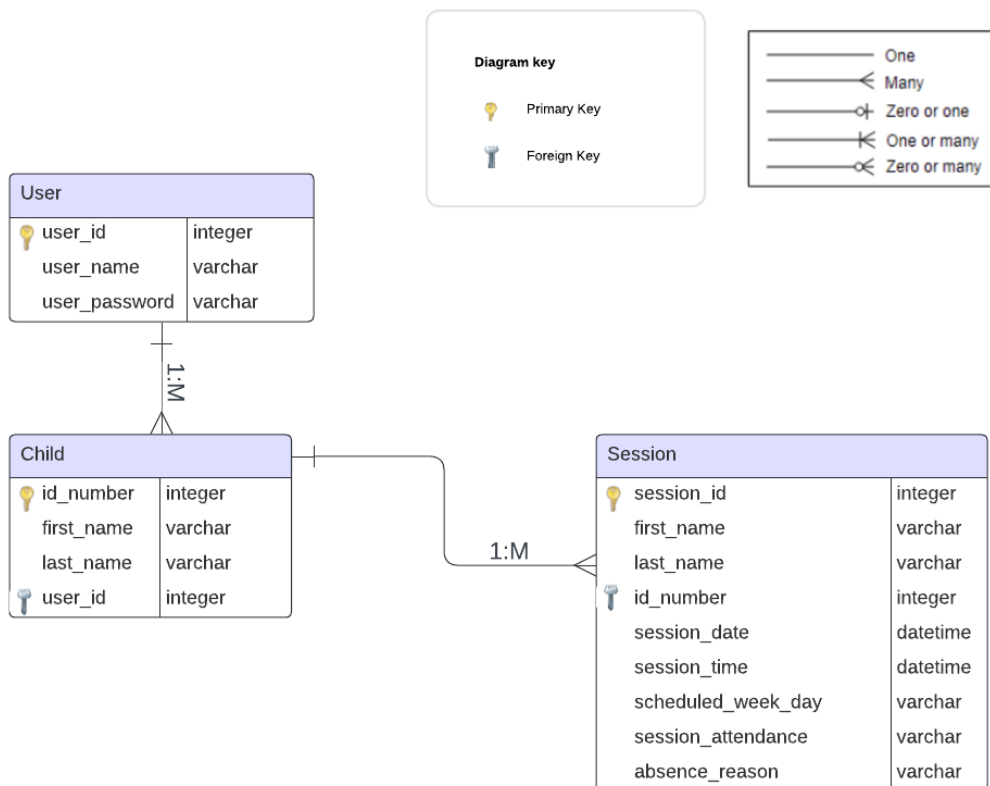 Diagram key
Primary Key
Foreign Key
One
Many
Zero or one
One or many
Zero or many
User
user_id integer
user_name varchar
user_password varchar
1:M
Child
id_number integer
first_name varchar
last_name varchar
user_id integer
1:M
Session
session_id integer
first_name varchar
last_name varchar
id_number integer
session_date datetime
session_time datetime
scheduled_week_day varchar
session_attendance varchar
absence_reason varchar